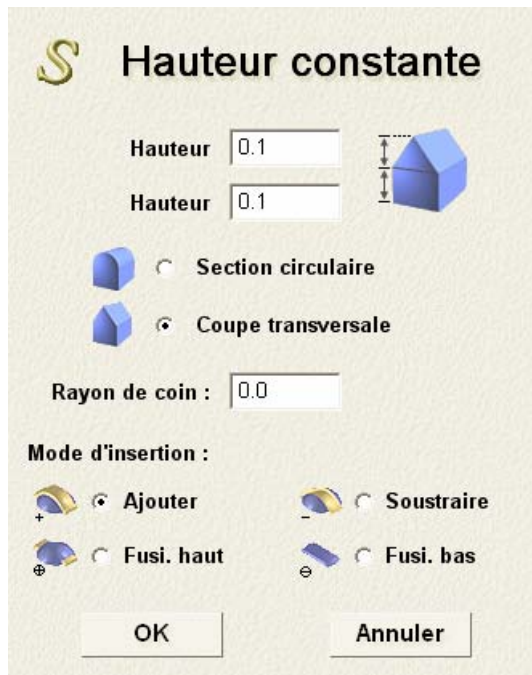 S Hauteur constante
Hauteur 0.1
Hauteur 0.1
Section circulaire
Coupe transversale
Rayon de coin : 0.0
Mode d'insertion :
Ajouter Soustraire
Fusi. haut Fusi. bas
OK Annuler